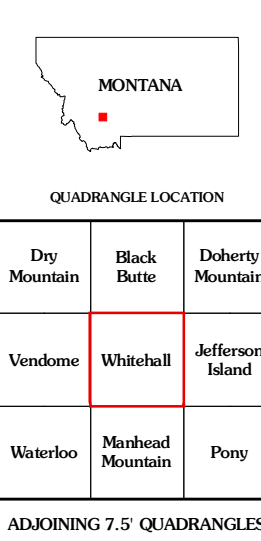 MONTANA
QUADRANGLE LOCATION
Dry
Mountain
Black
Butte
Doherty
Mountain
Vendome
Whitehall
Jefferson
Island
Waterloo
Manhead
Mountain
Pony
ADJOINING 7.5' QUADRANGLES